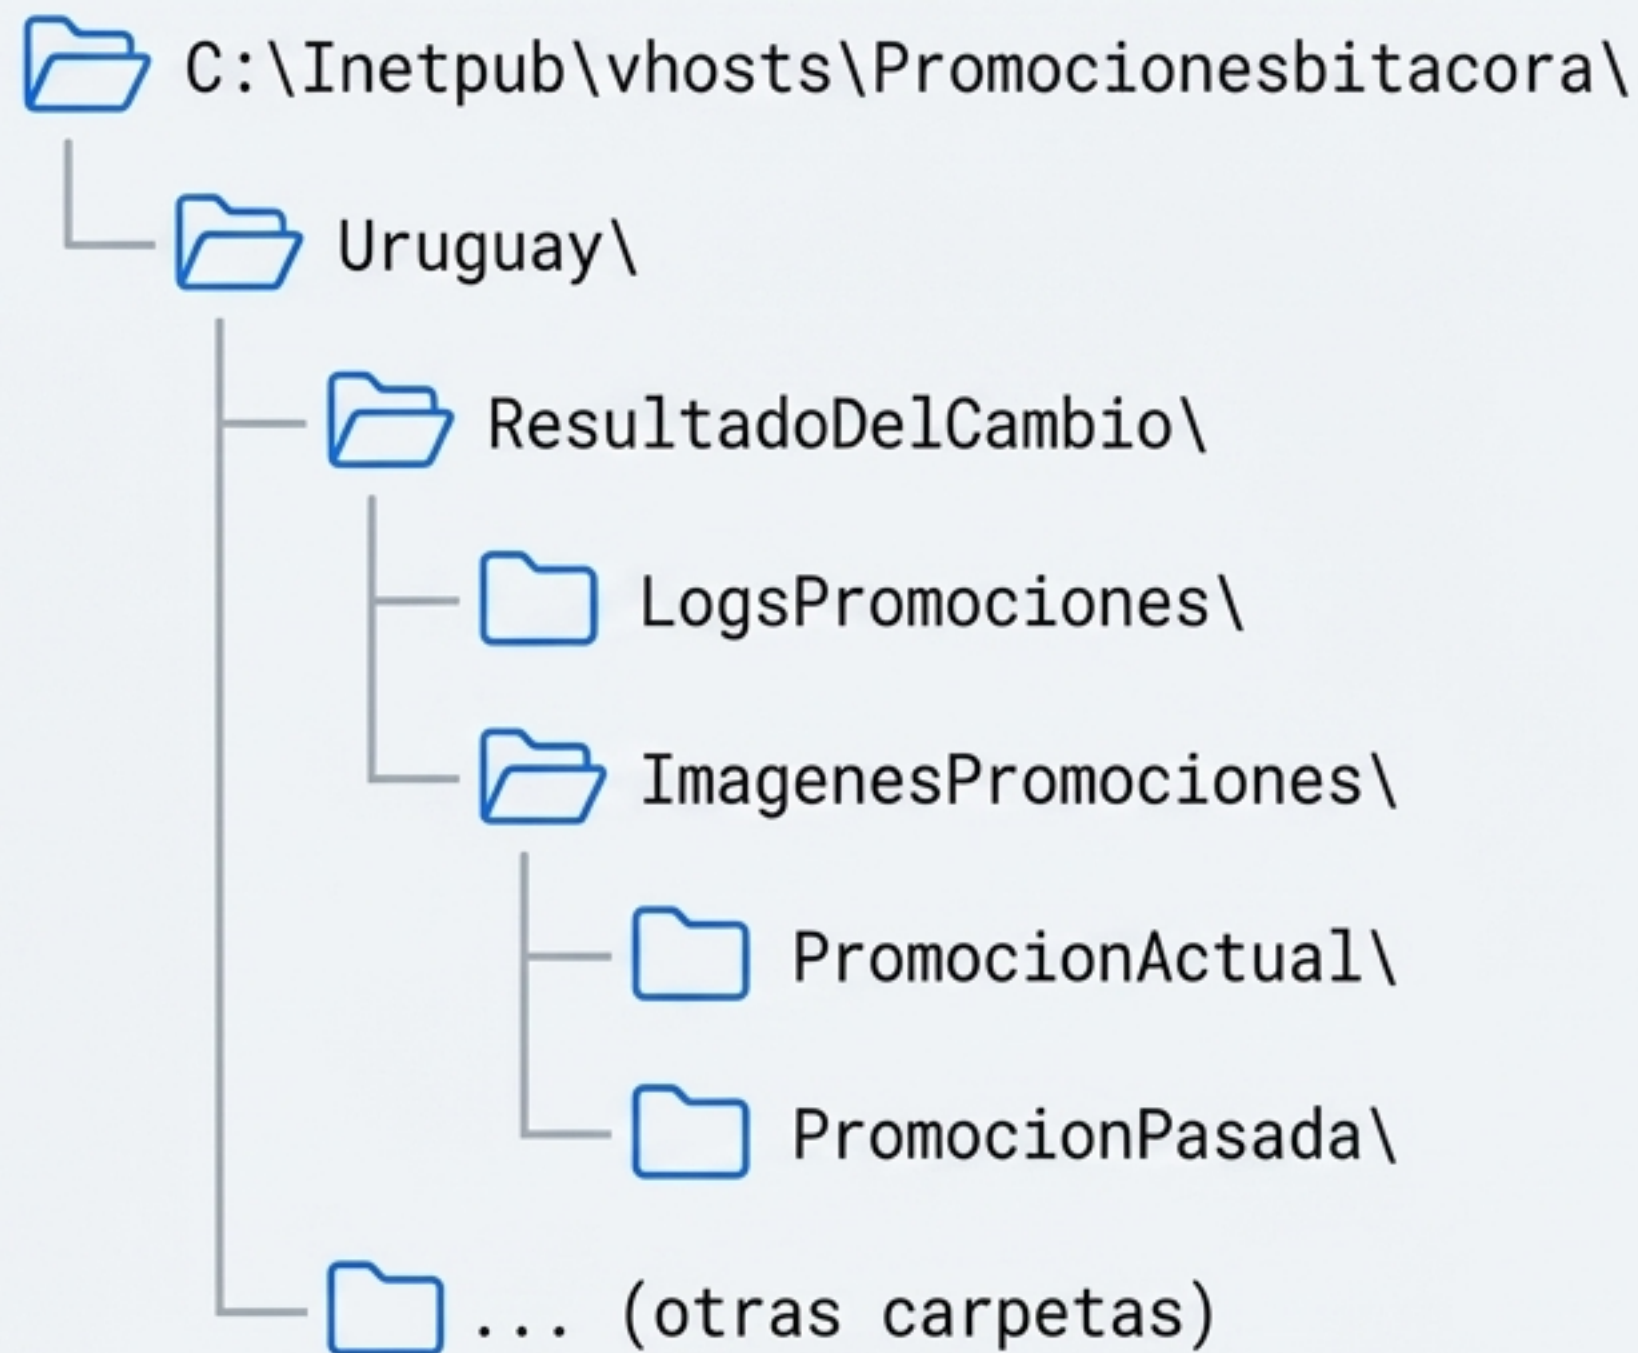 C:\Inetpub\vhosts\Promocionesbitacora\
Uruguay\
ResultadoDelCambio\
LogsPromociones\
ImagenesPromociones\
PromocionActual\
PromocionPasada\
... (otras carpetas)